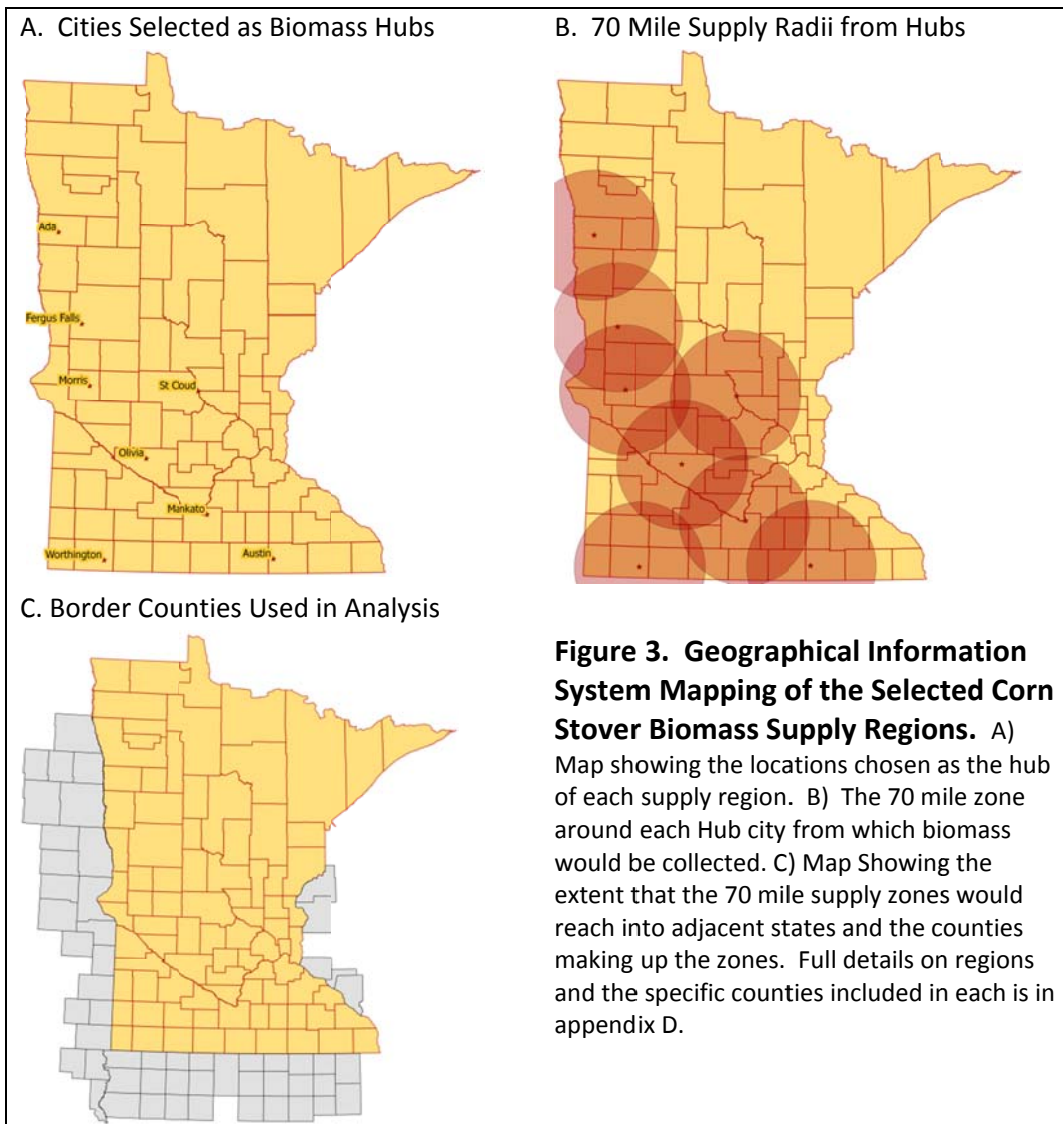 A. Cities Selected as Biomass Hubs
Ada
Fergus Falls
Morris
St Coud
Olivia
Mankato
Worthington
Austin
B. 70 Mile Supply Radii from Hubs
C. Border Counties Used in Analysis
Figure 3. Geographical Information
System Mapping of the Selected Corn
Stover Biomass Supply Regions. A)
Map showing the locations chosen as the hub
of each supply region. B) The 70 mile zone
around each Hub city from which biomass
would be collected. C) Map Showing the
extent that the 70 mile supply zones would
reach into adjacent states and the counties
making up the zones. Full details on regions
and the specific counties included in each is in
appendix D.